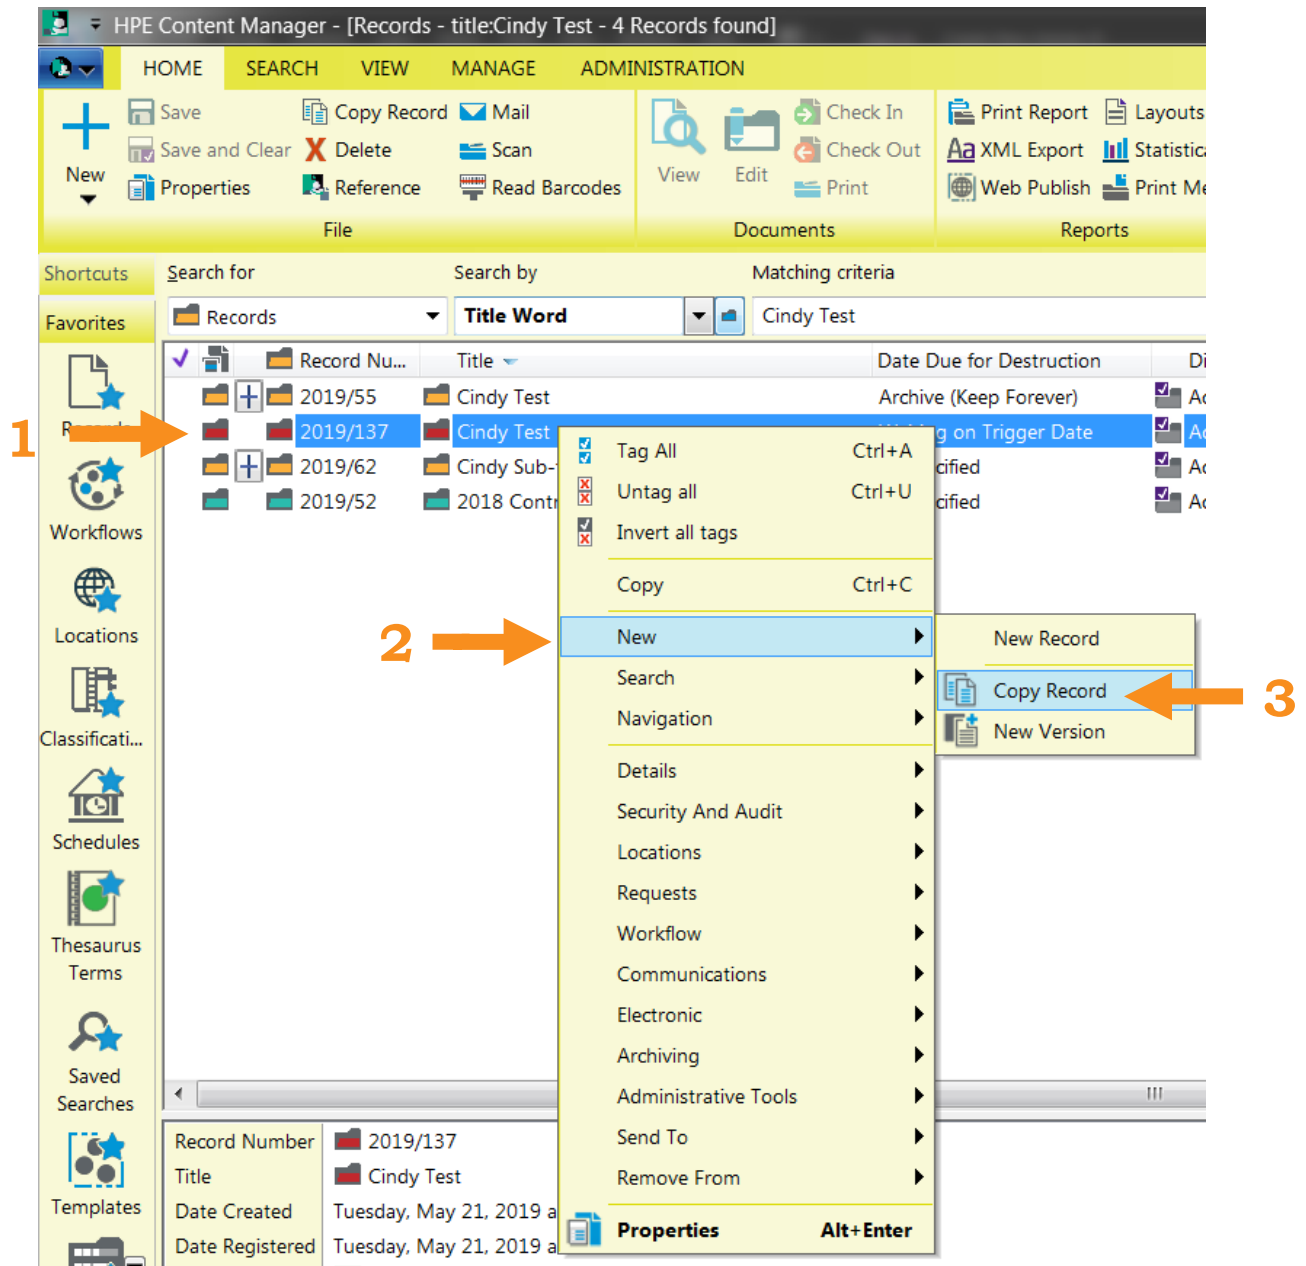 HPE Content Manager - [Records - title:Cindy Test - 4 Records found]
HOME SEARCH VIEW MANAGE ADMINISTRATION
Save Copy Record Mail Check In Print Report Layouts
Save and Clear Delete Scan Check Out XML Export
New Properties Reference Read Barcodes View Edit Print Web Publish Print
File Documents Reports
Shortcuts Search for Search by Matching criteria
Favorites Records Title Word Cindy Test
Record Nu... Title Date Due for Destruction
2019/55 Cindy Test Archive (Keep Forever)
1 2019/137 Cindy Test on Trigger Date
2019/62 Cindy
2019/52 2018
Workflows
Locations
Classificati...
Schedules
Thesaurus
Terms
Saved
Searches
Templates
Tag All Ctrl+A
Untag all Ctrl+U
Invert all tags
Copy Ctrl+C
2 New
Search
Navigation
Details
Security And Audit
Locations
Requests
Workflow
Communications
Electronic
Archiving
Administrative Tools
Send To
Remove From
Properties Alt+Enter
New Record
Copy Record 3
New Version
Record Number 2019/137
Title Cindy Test
Date Created Tuesday, May 21, 2019
Date Registered Tuesday, May 21, 2019